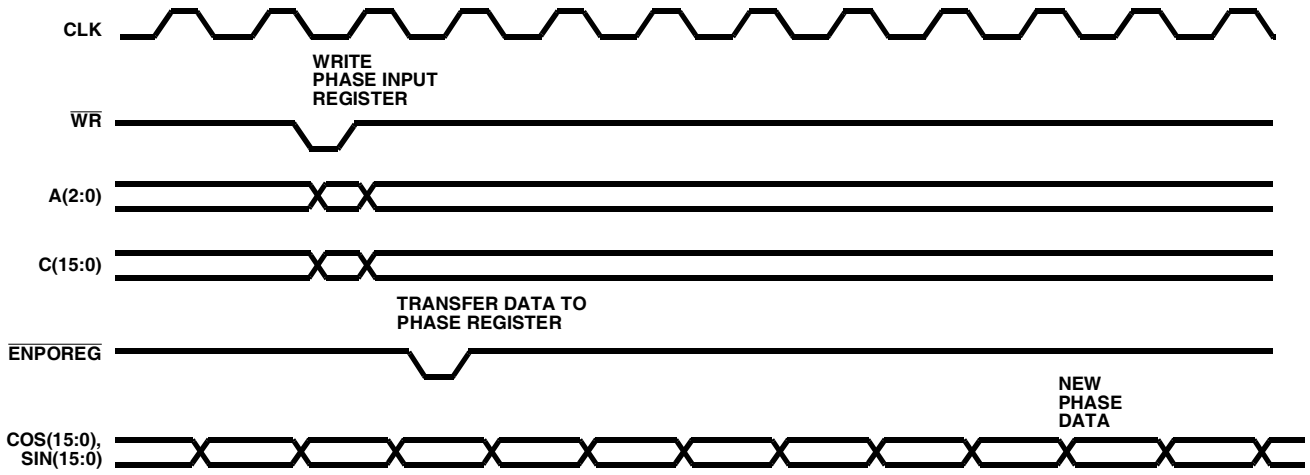 CLK
WRITE
PHASE INPUT
REGISTER
WR
A(2:0)
C(15:0)
TRANSFER DATA TO
PHASE REGISTER
ENPOREG
NEW
PHASE
DATA
COS(15:0),
SIN(15:0)